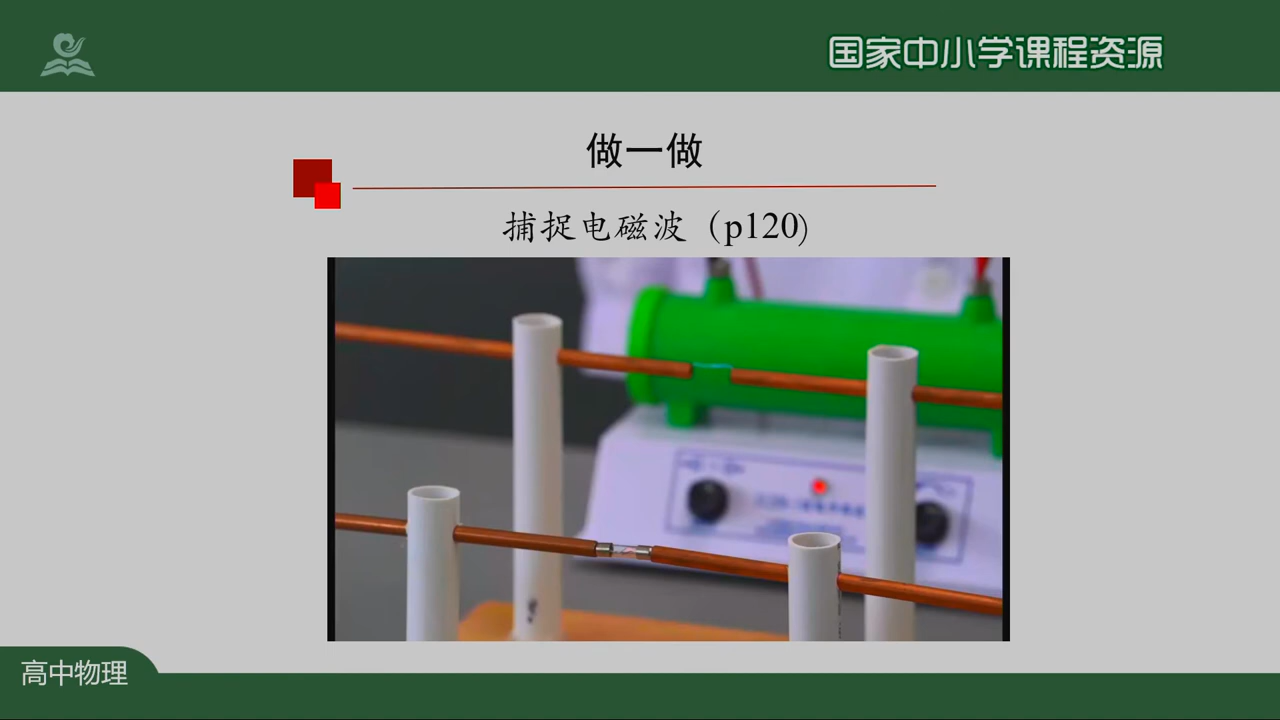 国家中小学课程资源
做一做
捕捉电磁波（p120)
高中物理